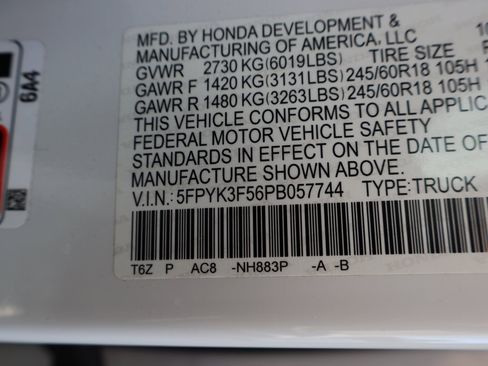 MFD. BY HONDA DEVELOPMENT & 10
MANUFACTURING OF AMERICA, LLC
GVWR 2730 KG(6019LBS) TIRE SIZE
GAWR F 1420 KG(3131LBS) 245/60R18 105H
GAWR R 1480 KG(3263LBS) 245/60R18 105H
THIS VEHICLE CONFORMS TO ALL APPLIC
FEDERAL MOTOR VEHICLE SAFETY
STANDARDS IN EFFECT ON THE DATE OF
MANUFACTURE SHOWN ABOVE.
V.I.N.: 5FPYK3F56PB057744 TYPE:TRUCK
T6Z P AC8 -NH883P -A -B
6A4